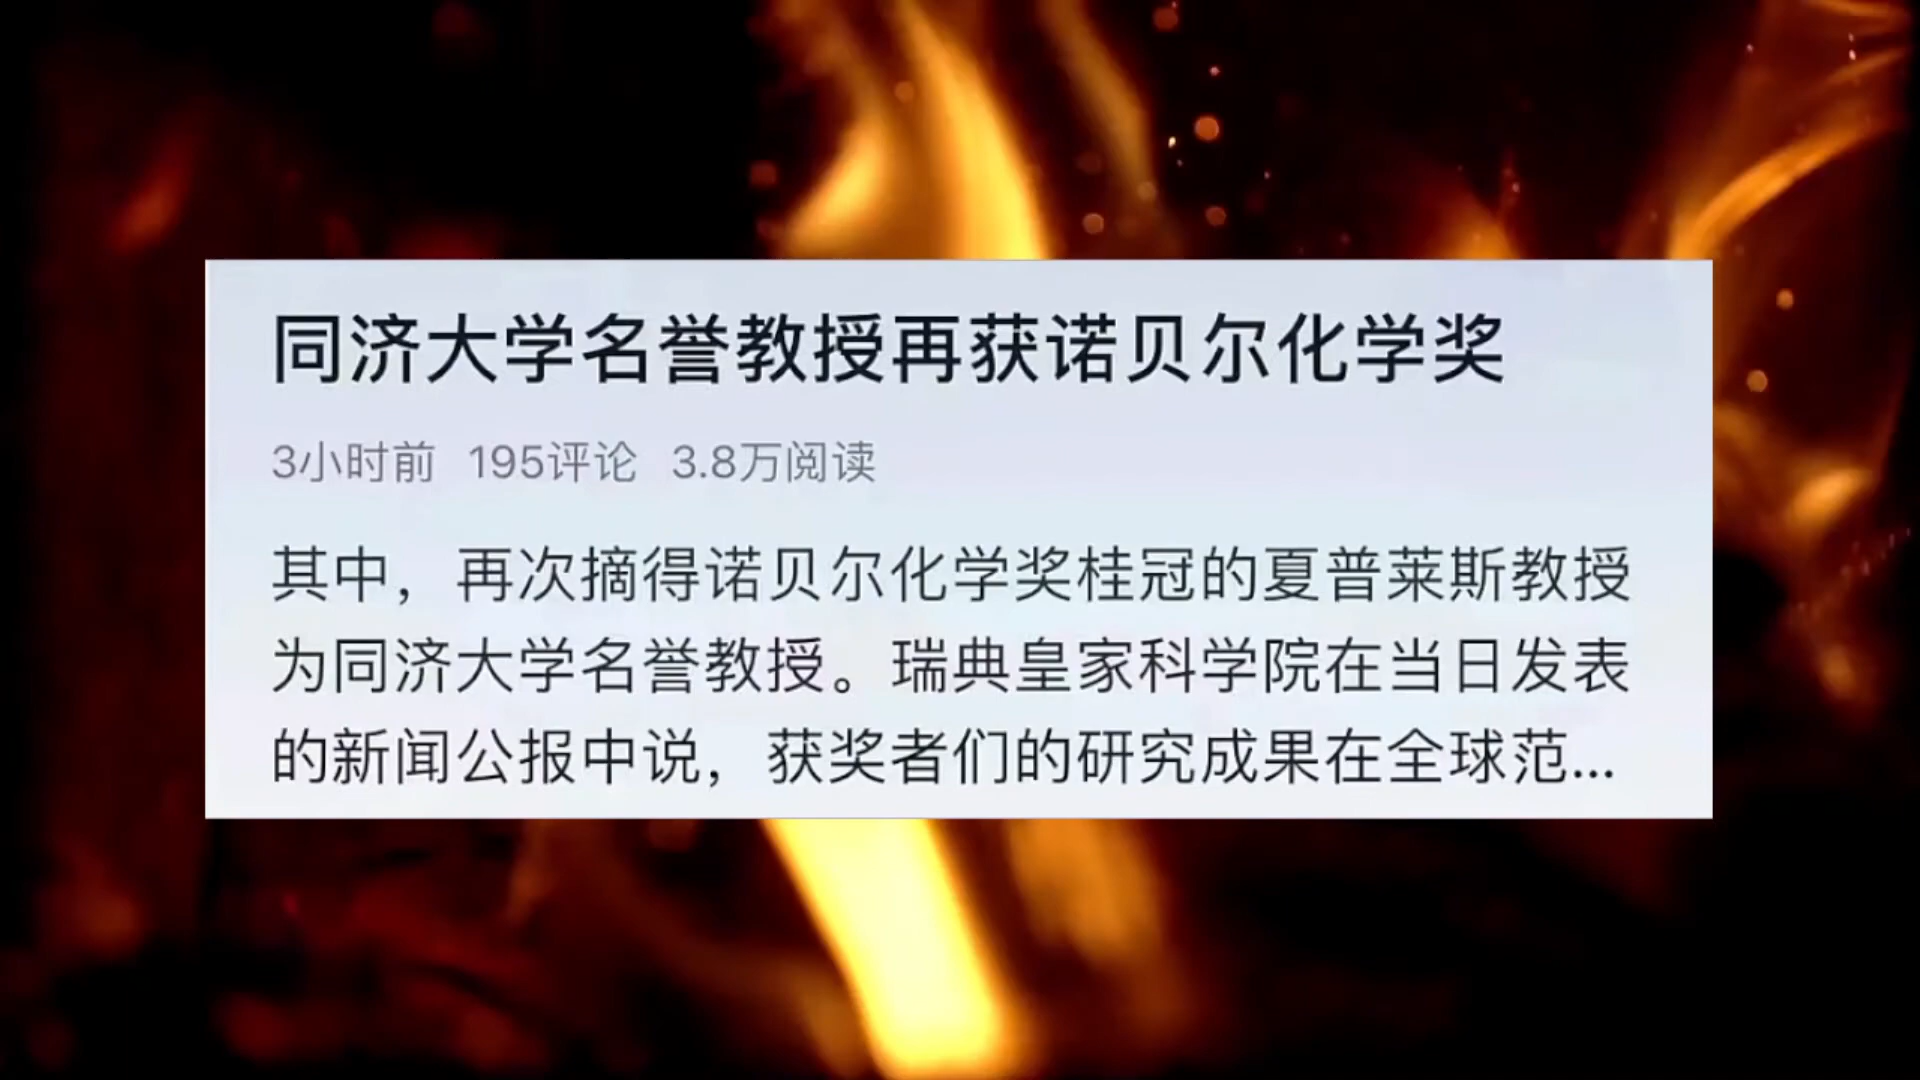 同济大学名誉教授再获诺贝尔化学奖
3小时前 195评论 3.8万阅读
其中，再次摘得诺贝尔化学奖桂冠的夏普莱斯教授
为同济大学名誉教授。瑞典皇家科学院在当日发表
的新闻公报中说，获奖者们的研究成果在全球范...